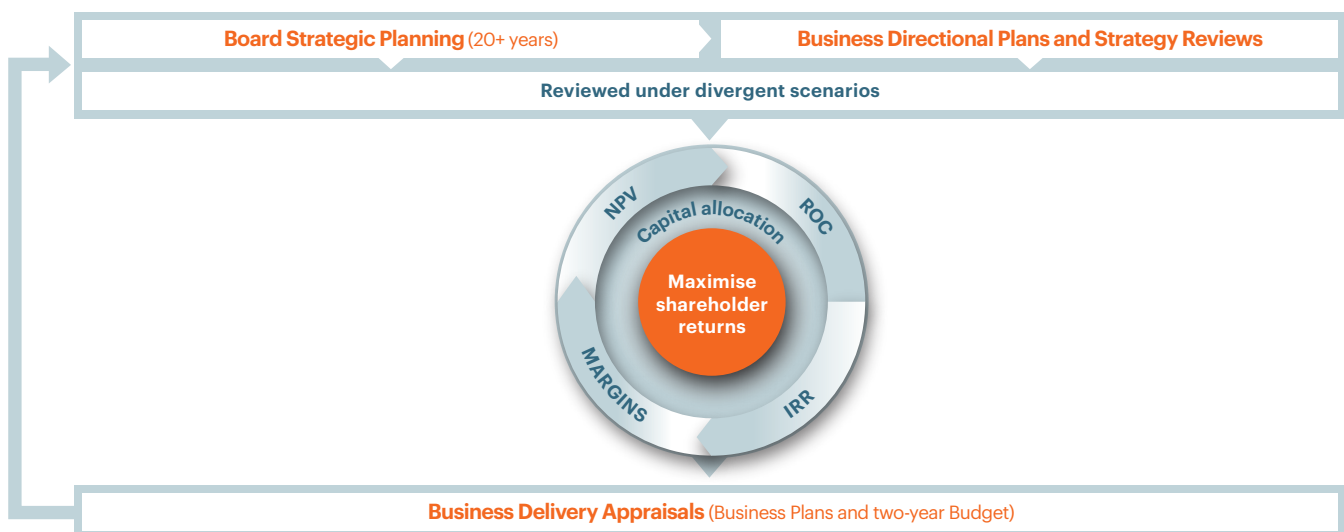 Board Strategic Planning (20+ years)
Business Directional Plans and Strategy Reviews
Reviewed under divergent scenarios
NPV
ROC
Capital allocation
Maximise
shareholder
returns
MARGINS
IRR
Business Delivery Appraisals (Business Plans and two-year Budget)